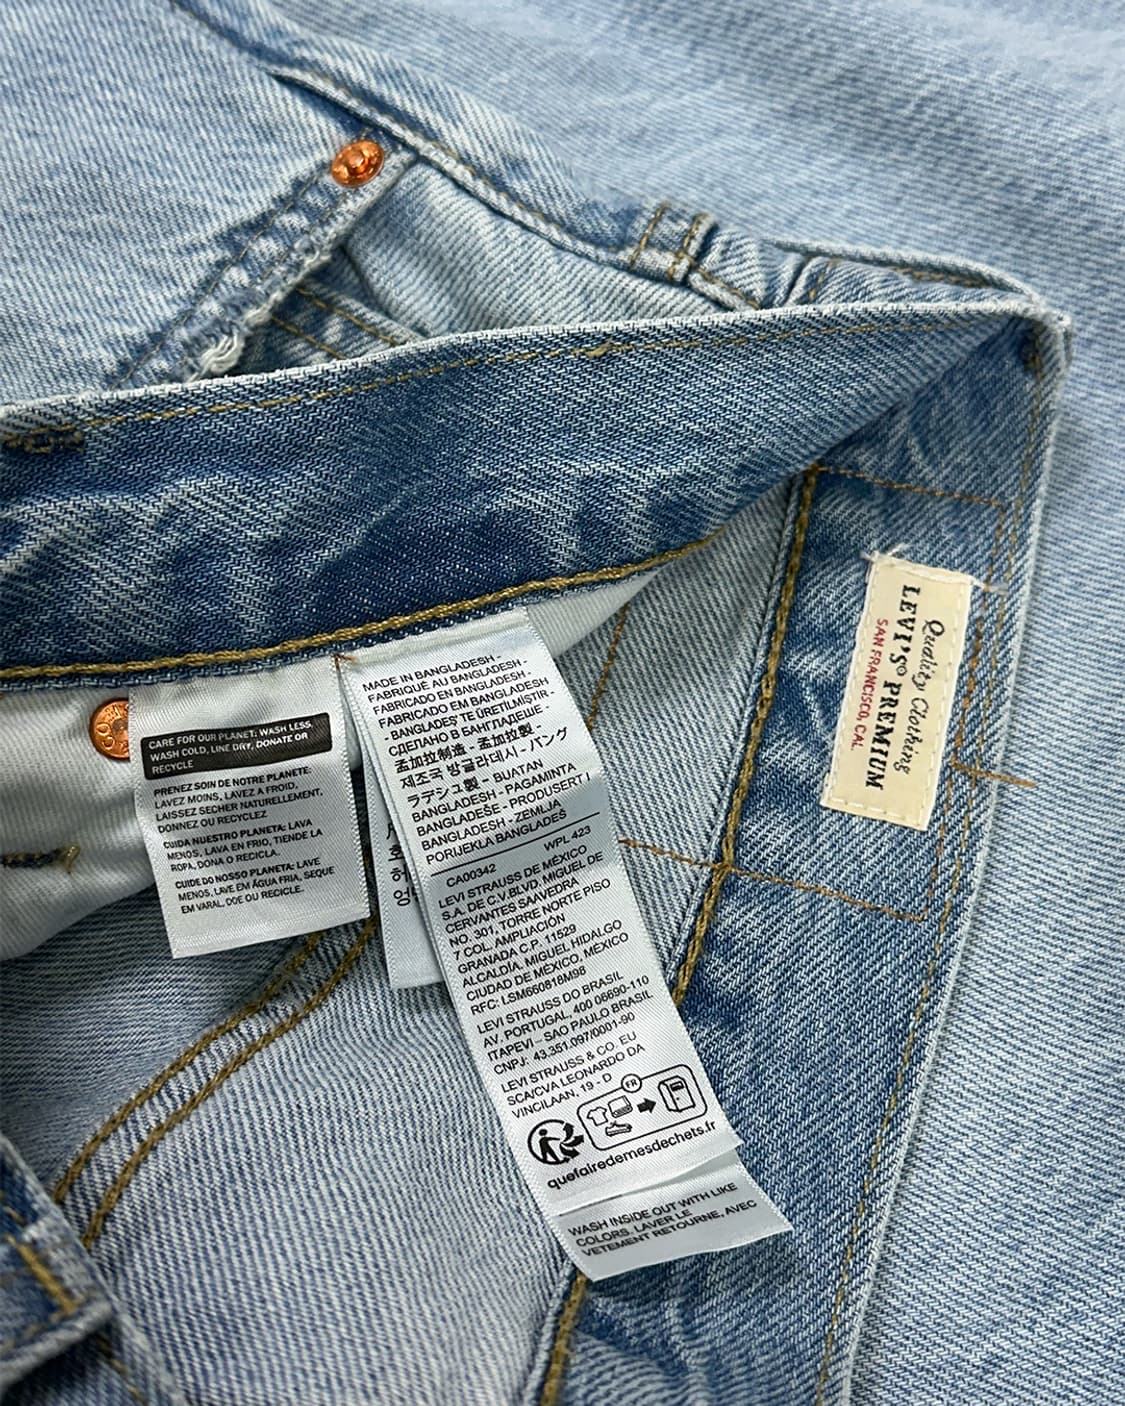 CARE FOR OUR PLANET: WASH LESS,
WASH COLD, LINE DRY, DONATE OR
RECYCLE
PRENEZ SOIN DE NOTRE PLANETE:
LAVEZ MOINS, LAVEZ A FROID,
LAISSEZ SECHER NATURELLEMENT,
DONNEZ OU RECYCLEZ
CUIDA NUESTRO PLANETA: LAVA
MENOS, LAVA EN FRIO, TIENDE LA
ROPA, DONA O RECICLA.
CUIDE DO NOSSO PLANETA: LAVE
MENOS, LAVE EM ÁGUA FRIA, SEQUE
EM VARAL, DOE OU RECICLE.
MADE IN BANGLADESH -
FABRIQUÉ AU BANGLADESH -
FABRICADO EN BANGLADESH -
FABRICADO EM BANGLADESH
- BANGLADEŞ' TE ÜRETİLMİŞTİR -
СДЕЛАНО В БАНГЛАДЕШЕ -
孟加拉制造 - 孟加拉製 -
제조국 방글라데시 - バング
ラデシュ製 - BUATAN
BANGLADESH - PAGAMINTA
BANGLADEŠE - PRODUSERT I
BANGLADESH - ZEMLJA
PORIJEKLA BANGLADEŠ
CA00342 WPL 423
LEVI STRAUSS DE MÉXICO
S.A. DE C.V.BLVD. MIGUEL DE
CERVANTES SAAVEDRA
NO. 301, TORRE NORTE PISO
7 COL. AMPLIACIÓN
GRANADA C.P. 11529
ALCALDÍA, MIGUEL HIDALGO
CIUDAD DE MÉXICO, MÉXICO
RFC: LSM660818M98
LEVI STRAUSS DO BRASIL
AV. PORTUGAL, 400 06690-110
ITAPEVI – SAO PAULO BRASIL
CNPJ: 43.351.097/0001-90
LEVI STRAUSS & CO. EU
SCA/CVA LEONARDO DA
VINCILAAN, 19 - D
FR
quefairedemesdechets.fr
WASH INSIDE OUT WITH LIKE
COLORS. LAVER LE
VETEMENT RETOURNE, AVEC
Quality Clothing
LEVI'S® PREMIUM
SAN FRANCISCO, CAL